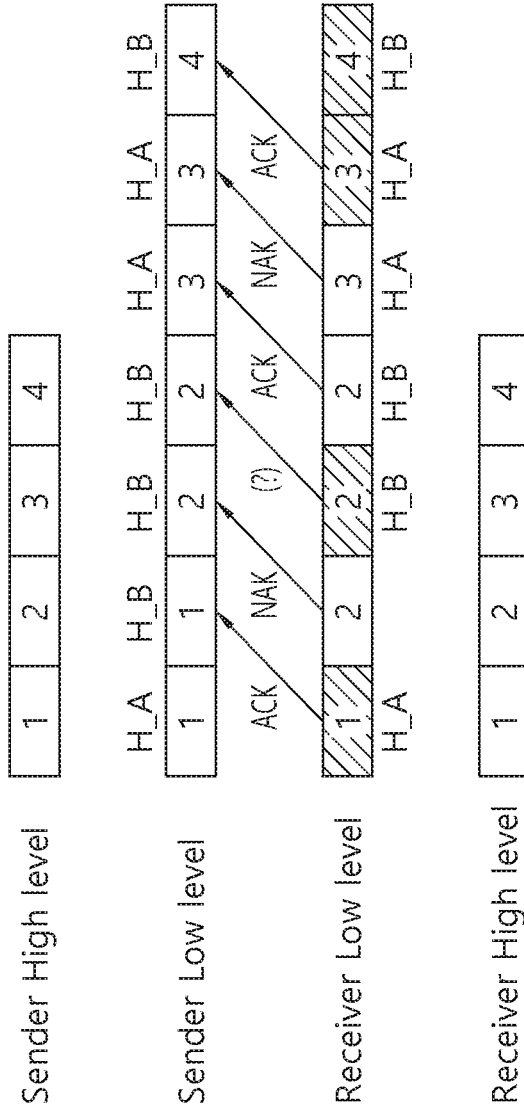 Sender High level 1 2 3 4
H_A H_B H_B H_B H_A H_A H_B
Sender Low level 1 1 2 2 3 3 4
ACK NAK (?) ACK NAK ACK
Receiver Low level 1 2 2 2 3 3 4
H_A H_B H_B H_A H_A H_B
Receiver High level 1 2 3 4